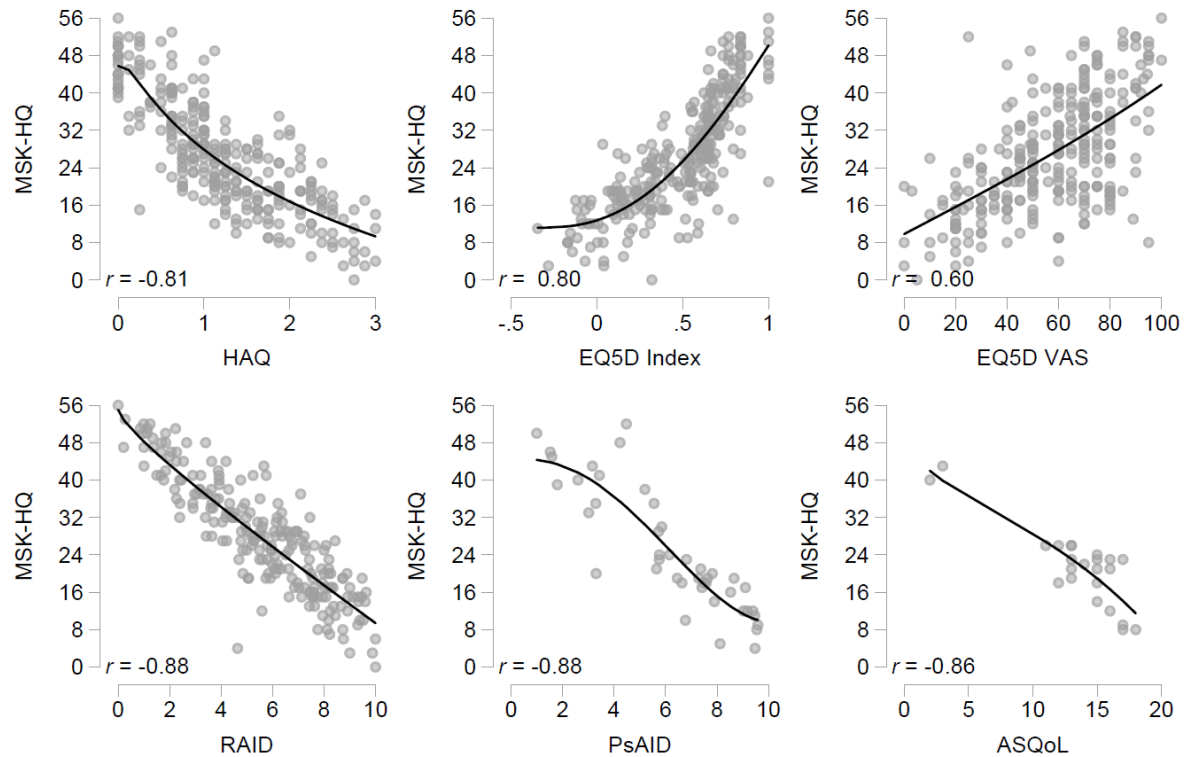 MSK-HQ
56
48
40
32
24
16
8
0
r = -0.81
0 1 2 3
HAQ
MSK-HQ
56
48
40
32
24
16
8
0
r = 0.80
-.5 0 .5 1
EQ5D Index
MSK-HQ
56
48
40
32
24
16
8
0
r = 0.60
0 20 40 60 80 100
EQ5D VAS
MSK-HQ
56
48
40
32
24
16
8
0
r = -0.88
0 2 4 6 8 10
RAID
MSK-HQ
56
48
40
32
24
16
8
0
r = -0.88
0 2 4 6 8 10
PsAID
MSK-HQ
56
48
40
32
24
16
8
0
r = -0.86
0 5 10 15 20
ASQoL